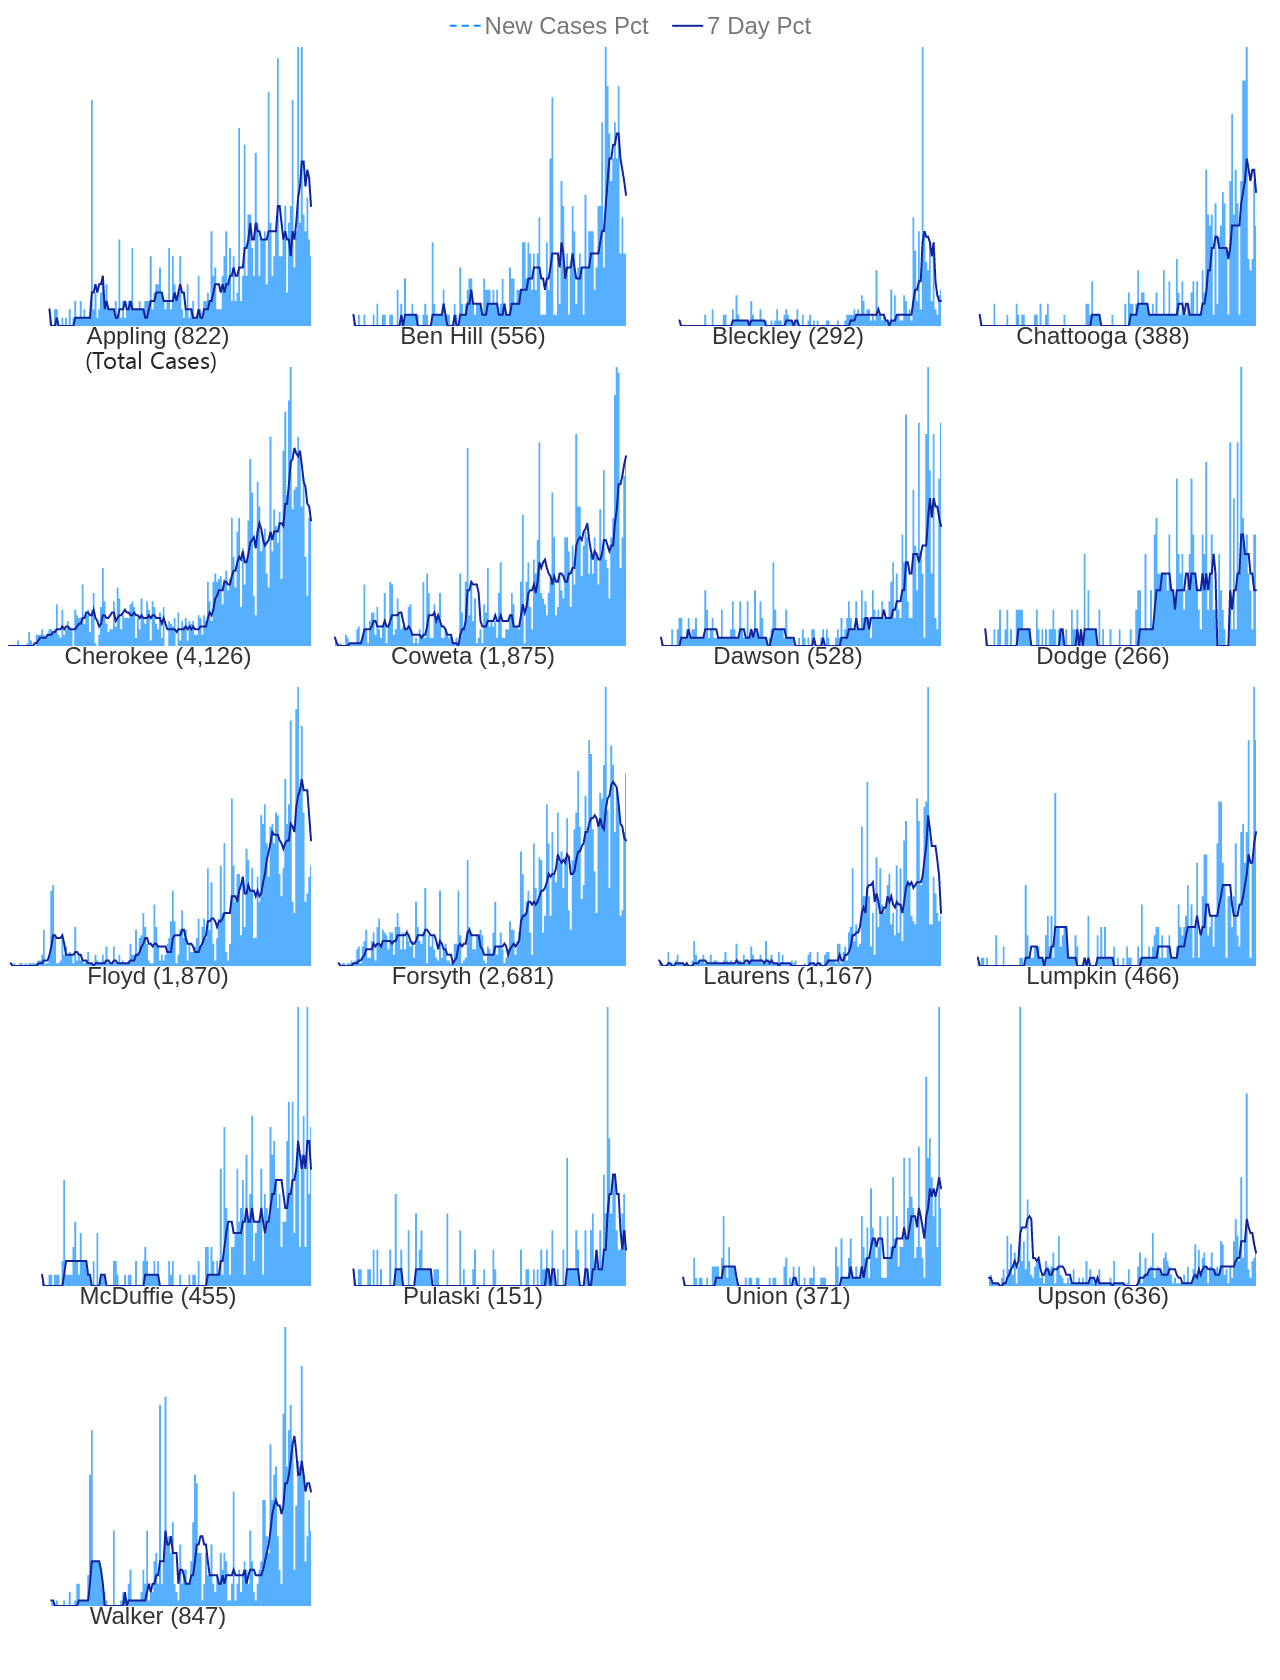 New Cases Pct 7 Day Pct
Appling (822) Ben Hill (556) Bleckley (292) Chattooga (388)
(Total Cases)
Cherokee (4,126) Coweta (1,875) Dawson (528) Dodge (266)
Floyd (1,870) Forsyth (2,681) Laurens (1,167) Lumpkin (466)
McDuffie (455) Pulaski (151) Union (371) Upson (636)
Walker (847)